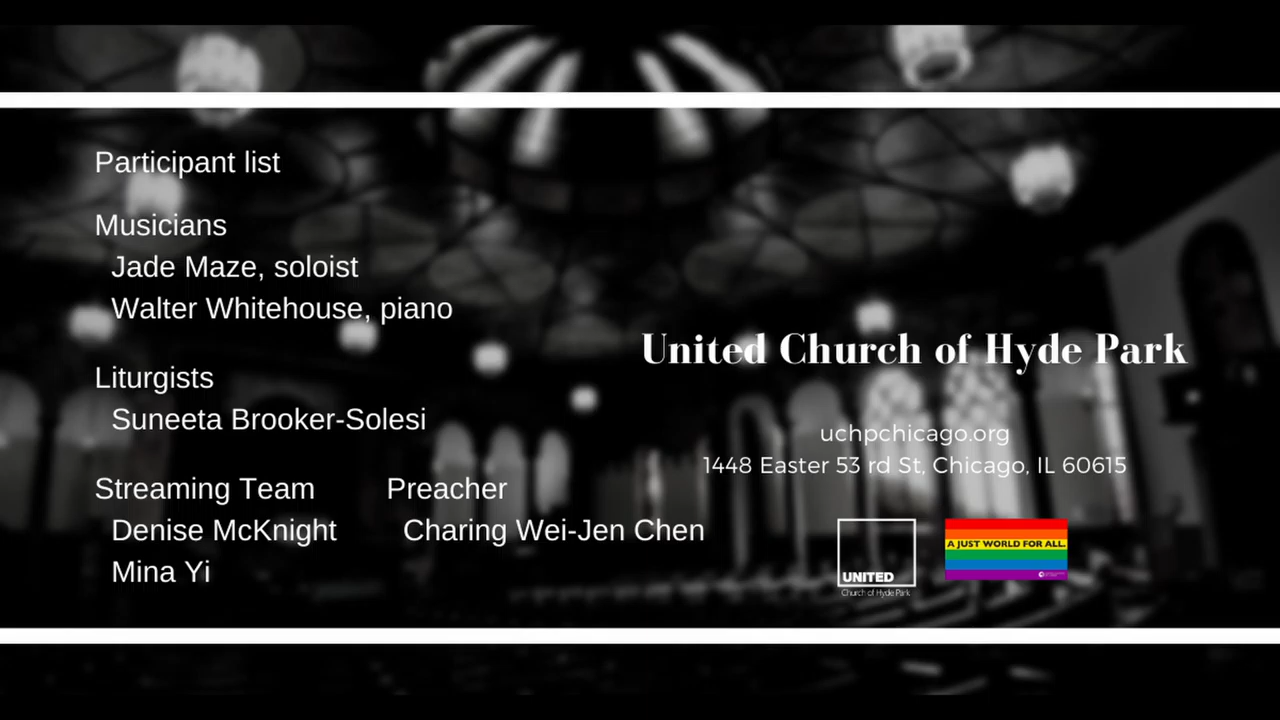 Participant list
Musicians
Jade Maze, soloist
Walter Whitehouse, piano
Liturgists
Suneeta Brooker-Solesi
Streaming Team
Denise McKnight
Mina Yi
Preacher
Charing Wei-Jen Chen
United Church of Hyde Park
uchpchicago.org
1448 Easter 53 rd St, Chicago, IL 60615
UNITED
Church of Hyde Park
A JUST WORLD FOR ALL.